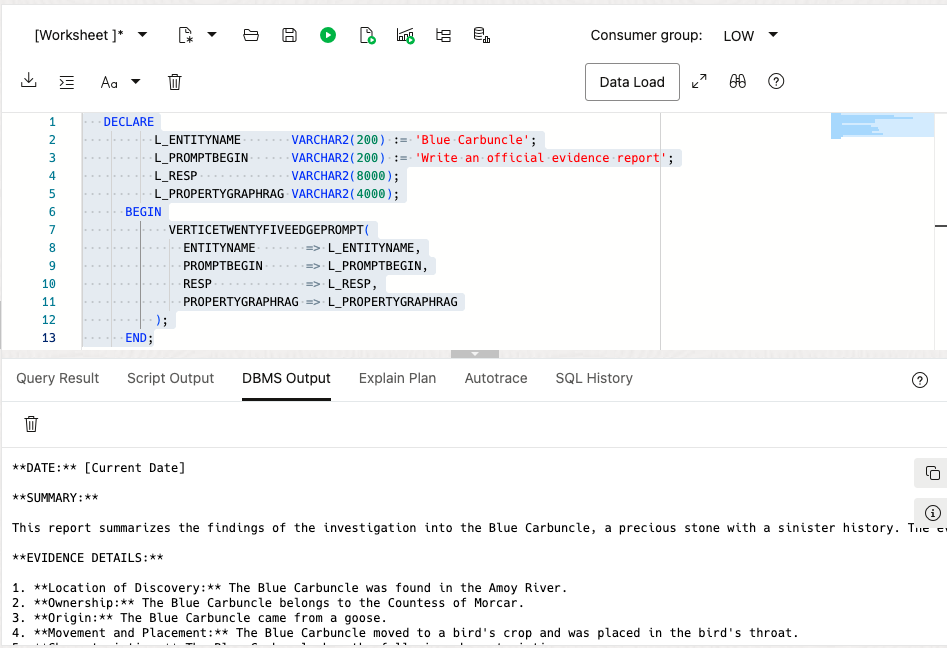 [Worksheet ]*
Consumer group: LOW
Aa
Data Load
1 DECLARE
2 L_ENTITYNAME VARCHAR2(200) := 'Blue Carbuncle';
3 L_PROMPTBEGIN VARCHAR2(200) := 'Write an official evidence report';
4 L_RESP VARCHAR2(8000);
5 L_PROPERTYGRAPHRAG VARCHAR2(4000);
6 BEGIN
7 VERTICETWENTYFIVEEDGEPROMPT(
8 ENTITYNAME => L_ENTITYNAME,
9 PROMPTBEGIN => L_PROMPTBEGIN,
10 RESP => L_RESP,
11 PROPERTYGRAPHRAG => L_PROPERTYGRAPHRAG
12 );
13 END;
Query Result Script Output DBMS Output Explain Plan Autotrace SQL History
**DATE:** [Current Date]
**SUMMARY:**
This report summarizes the findings of the investigation into the Blue Carbuncle, a precious stone with a sinister history. The
**EVIDENCE DETAILS:**
1. **Location of Discovery:** The Blue Carbuncle was found in the Amoy River.
2. **Ownership:** The Blue Carbuncle belongs to the Countess of Morcar.
3. **Origin:** The Blue Carbuncle came from a goose.
4. **Movement and Placement:** The Blue Carbuncle moved to a bird's crop and was placed in the bird's throat.